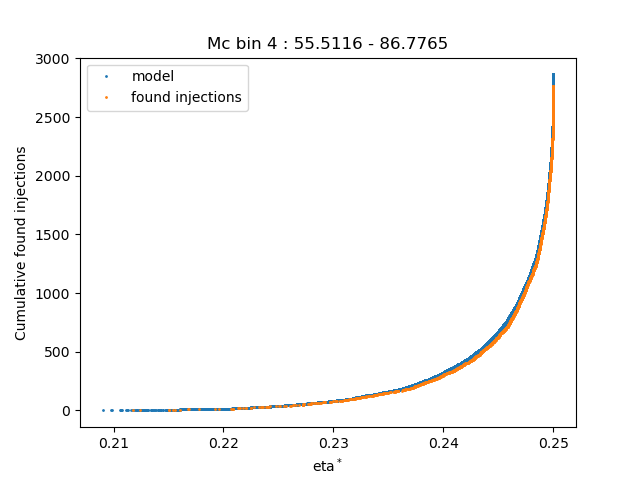 Mc bin 4 : 55.5116 - 86.7765
model
found injections
Cumulative found injections
3000
2500
2000
1500
1000
500
0
0.21 0.22 0.23 0.24 0.25
eta*